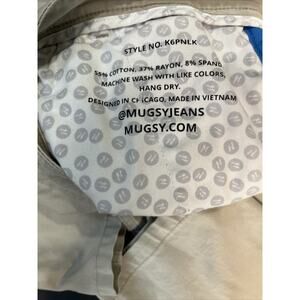 STYLE NO. K6PNLK
55% COTTON, 37% RAYON, 8% SPAND
MACHINE WASH WITH LIKE COLORS,
HANG DRY.
DESIGNED IN CHICAGO, MADE IN VIETNAM
@MUGSYJEANS
MUGSY.COM